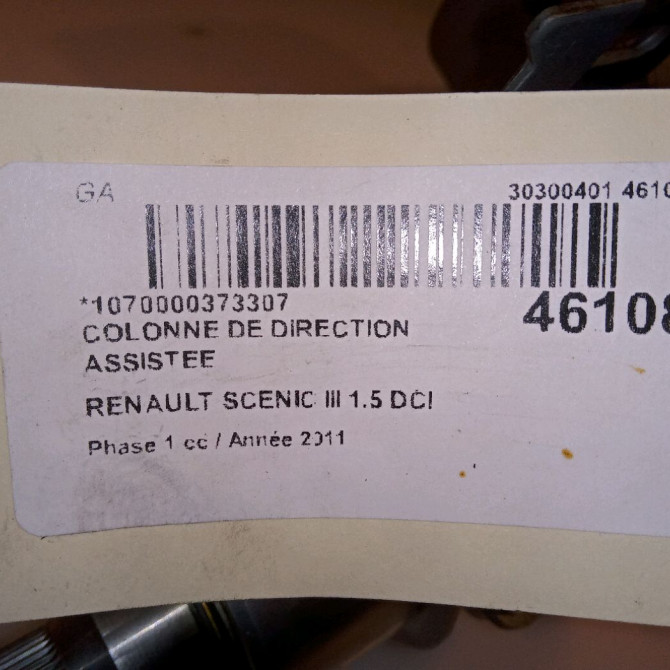 GA
30300401 4610
*1070000373307
46108
COLONNE DE DIRECTION
ASSISTEE
RENAULT SCENIC III 1.5 DCI
Phase 1 cc / Année 2011